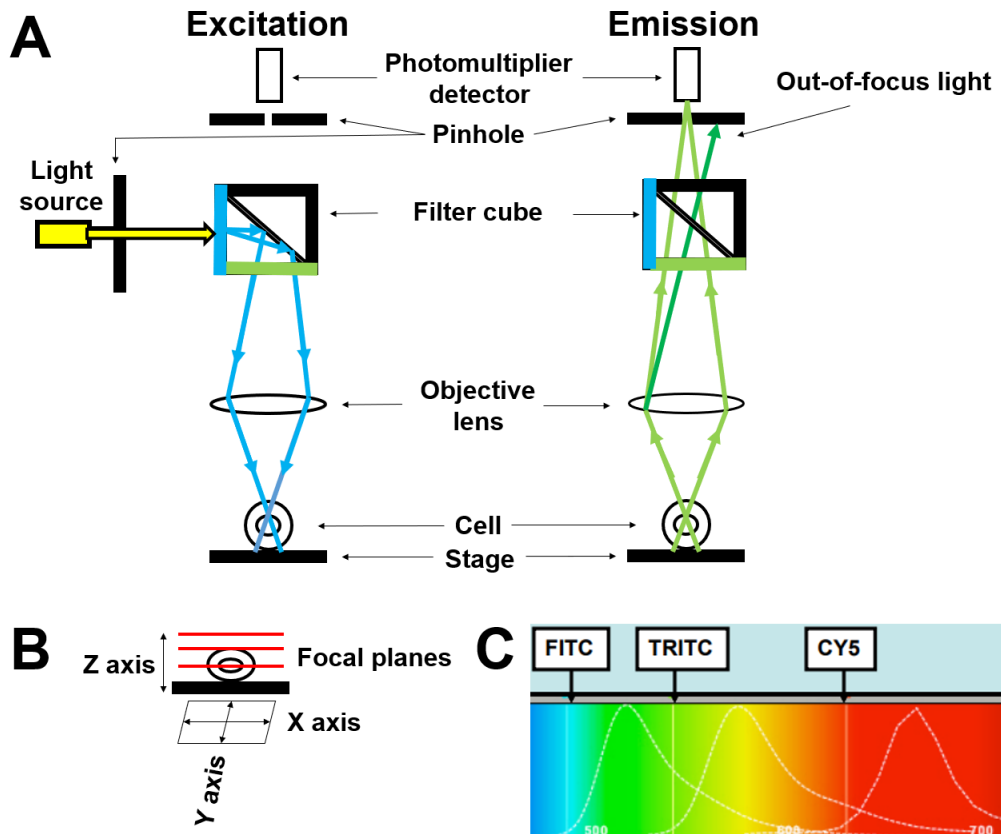 A
Excitation
Emission
Photomultiplier
detector
Out-of-focus light
Pinhole
Light
source
Filter cube
Objective
lens
Cell
Stage
B
Z axis
Focal planes
X axis
Y axis
C
FITC
TRITC
CY5
500
600
700